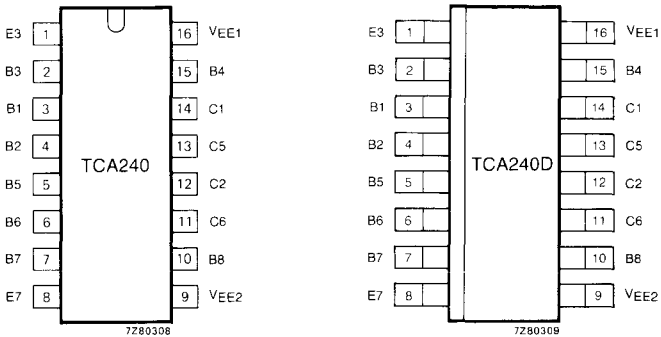 E3 1 16 VEE1
B3 2 15 B4
B1 3 14 C1
B2 4 13 C5
B5 5 12 C2
B6 6 11 C6
B7 7 10 B8
E7 8 9 VEE2
TCA240
7Z80308
E3 1 16 VEE1
B3 2 15 B4
B1 3 14 C1
B2 4 13 C5
B5 5 12 C2
B6 6 11 C6
B7 7 10 B8
E7 8 9 VEE2
TCA240D
7Z80309